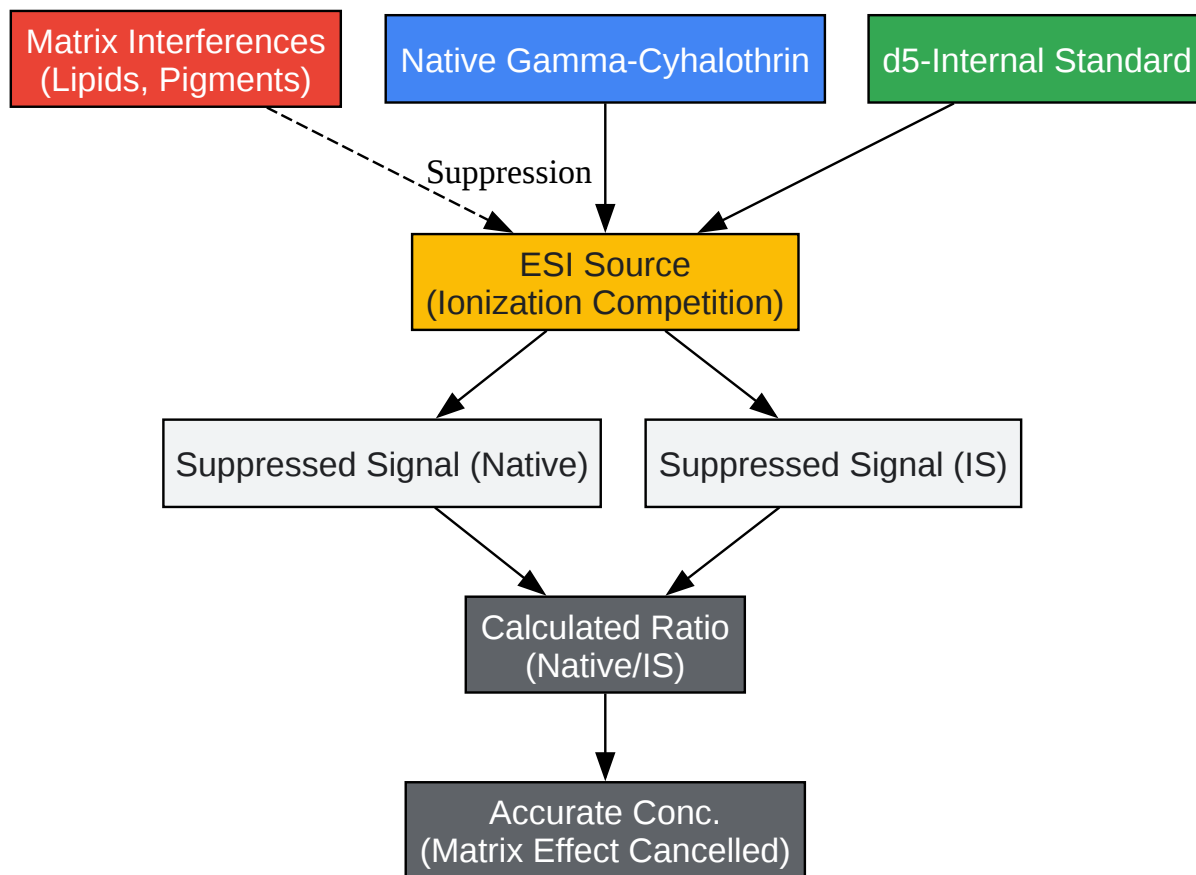 Matrix Interferences
(Lipids, Pigments)
Native Gamma-Cyhalothrin
d5-Internal Standard
Suppression
ESI Source
(Ionization Competition)
Suppressed Signal (Native)
Suppressed Signal (IS)
Calculated Ratio
(Native/IS)
Accurate Conc.
(Matrix Effect Cancelled)